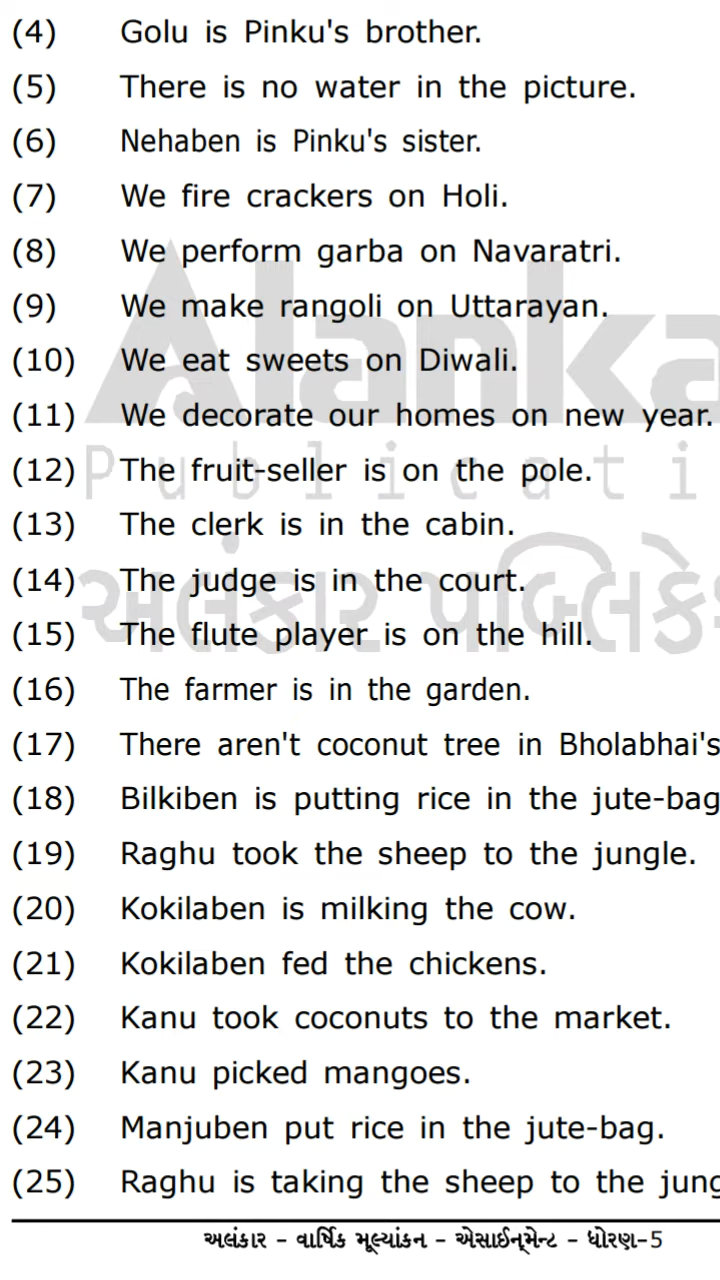 (4) Golu is Pinku's brother.
(5) There is no water in the picture.
(6) Nehaben is Pinku's sister.
(7) We fire crackers on Holi.
(8) We perform garba on Navaratri.
(9) We make rangoli on Uttarayan.
(10) We eat sweets on Diwali.
(11) We decorate our homes on new year.
(12) The fruit-seller is on the pole.
(13) The clerk is in the cabin.
(14) The judge is in the court.
(15) The flute player is on the hill.
(16) The farmer is in the garden.
(17) There aren't coconut tree in Bholabhai's
(18) Bilkiben is putting rice in the jute-bag
(19) Raghu took the sheep to the jungle.
(20) Kokilaben is milking the cow.
(21) Kokilaben fed the chickens.
(22) Kanu took coconuts to the market.
(23) Kanu picked mangoes.
(24) Manjuben put rice in the jute-bag.
(25) Raghu is taking the sheep to the jung
અલંકાર – વાર્ષિક મૂલ્યાંકન – એસાઈનમેન્ટ – ધોરણ–5